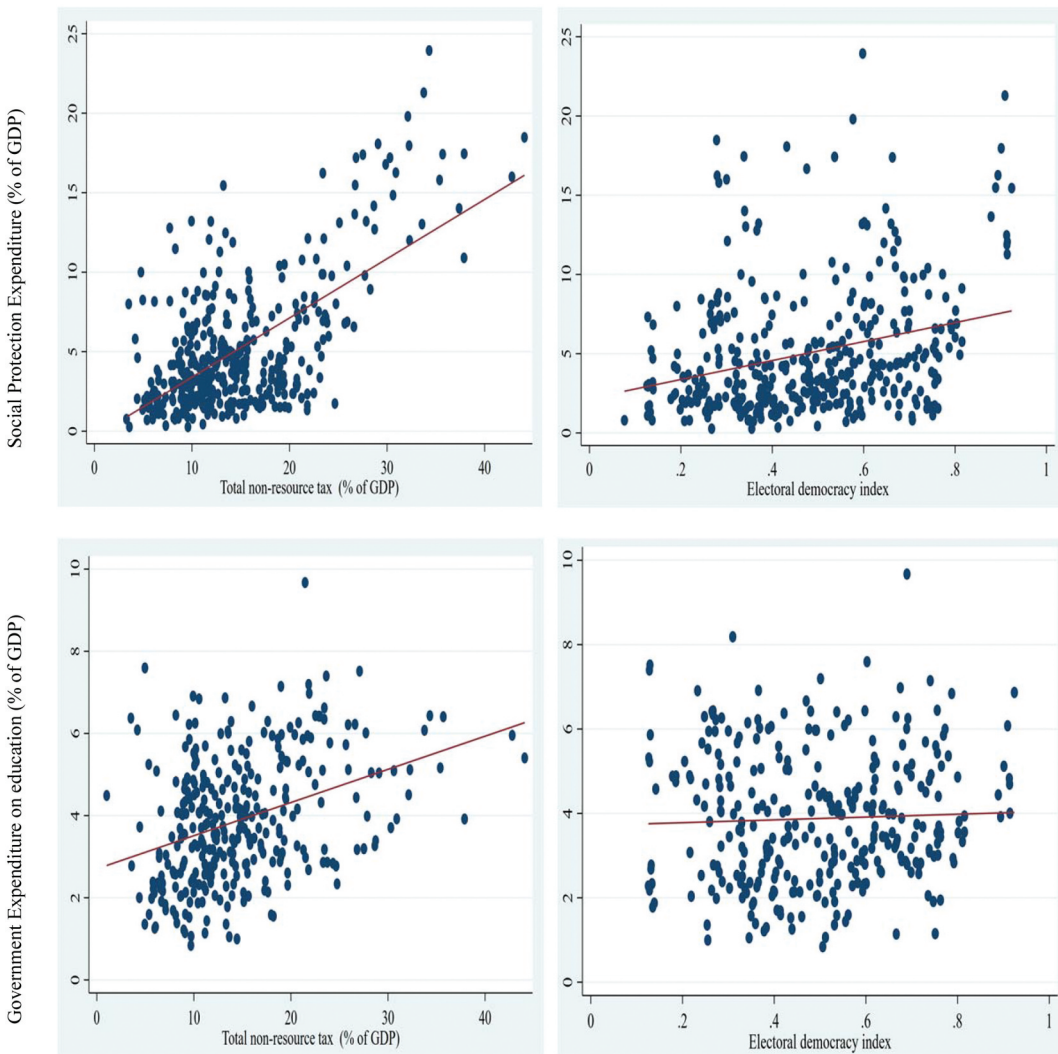 Social Protection Expenditure (% of GDP)
25
20
15
10
5
0
0 10 20 30 40
Total non-resource tax (% of GDP)
25
20
15
10
5
0
0 .2 .4 .6 .8 1
Electoral democracy index
Government Expenditure on education (% of GDP)
10
8
6
4
2
0
0 10 20 30 40
Total non-resource tax (% of GDP)
10
8
6
4
2
0
0 .2 .4 .6 .8 1
Electoral democracy index